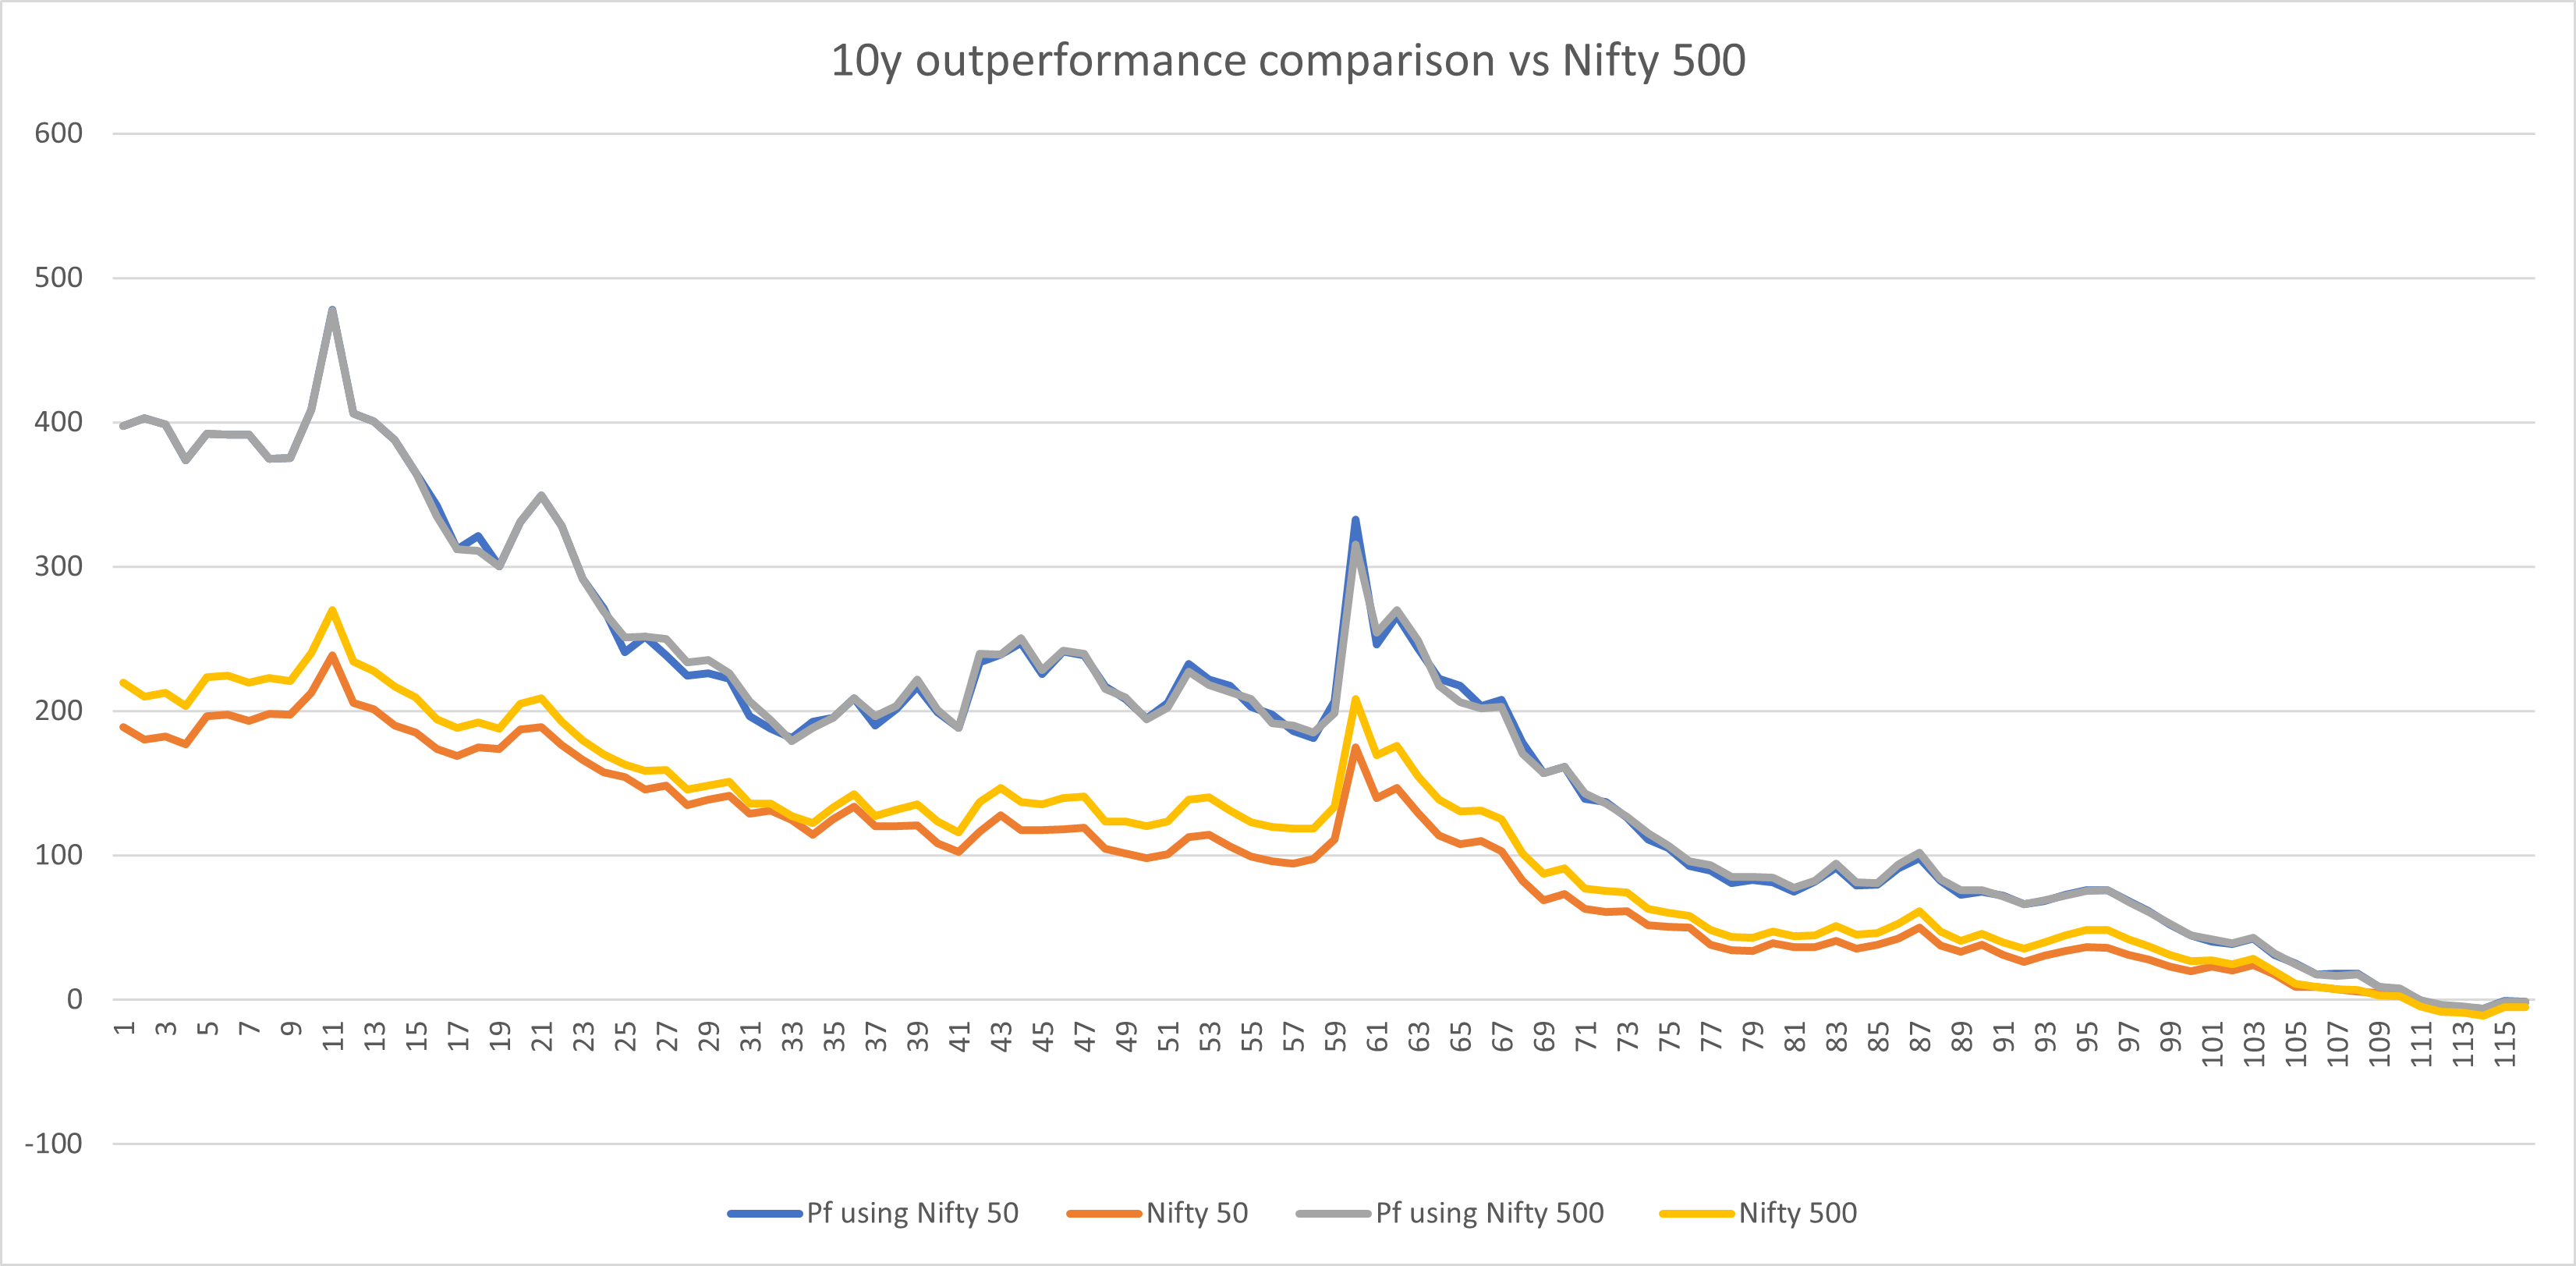 10y outperformance comparison vs Nifty 500
600
500
400
300
200
100
0
-100
1 3 5 7 9 11 13 15 17 19 21 23 25 27 29 31 33 35 37 39 41 43 45 47 49 51 53 55 57 59 61 63 65 67 69 71 73 75 77 79 81 83 85 87 89 91 93 95 97 99 101 103 105 107 109 111 113 115
Pf using Nifty 50 Nifty 50 Pf using Nifty 500 Nifty 500